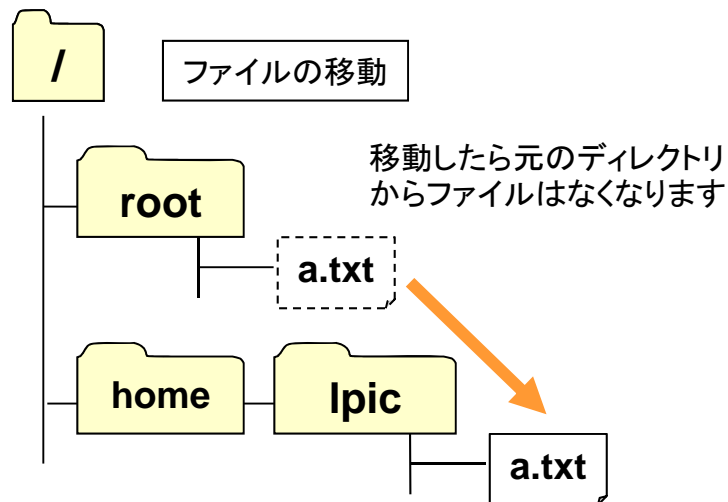 /
ファイルの移動
移動したら元のディレクトリ
からファイルはなくなります
root
a.txt
home
lpic
a.txt